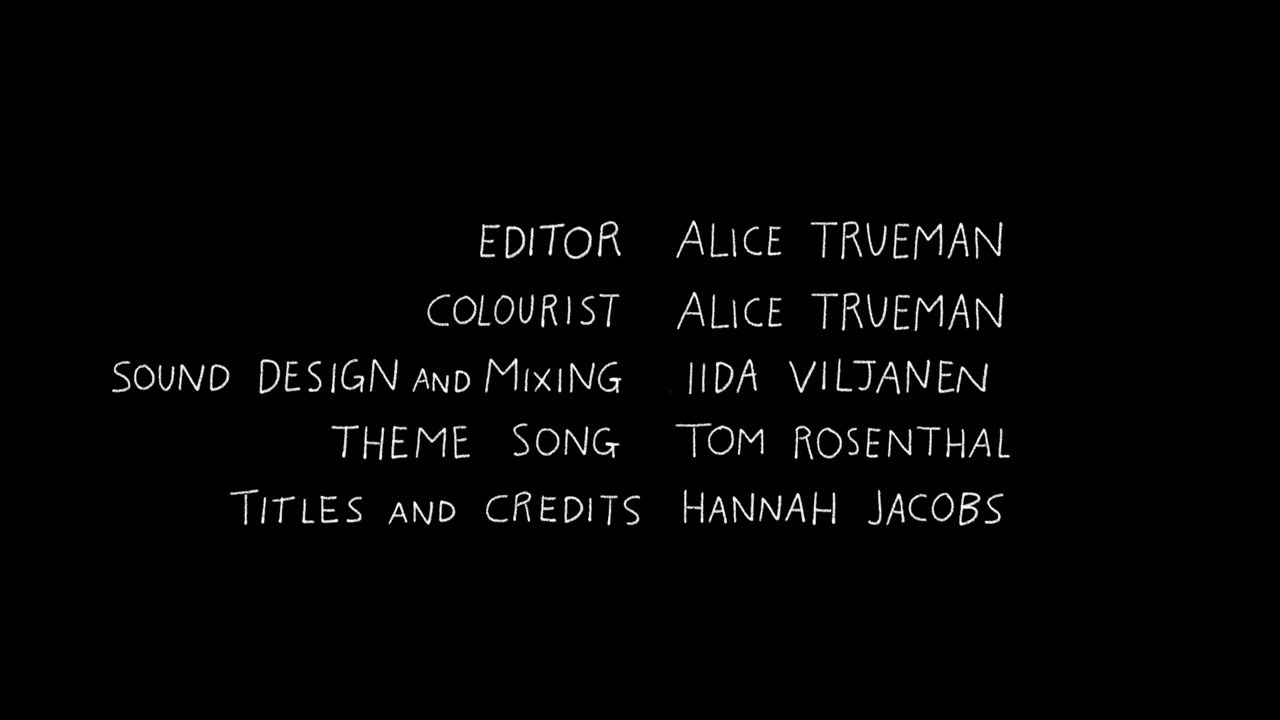 EDITOR ALICE TRUEMAN
COLOURIST ALICE TRUEMAN
SOUND DESIGN AND MIXING IIDA VILJANEN
THEME SONG TOM ROSENTHAL
TITLES AND CREDITS HANNAH JACOBS